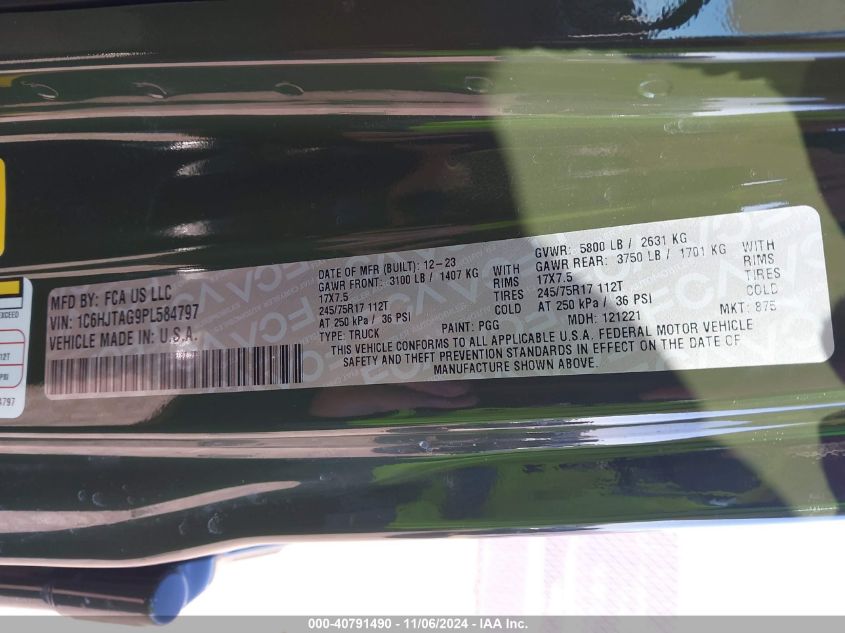 EXCEED
12T
PSI
4797
MFD BY: FCA US LLC
VIN: 1C6HJTAG9PL584797
VEHICLE MADE IN: U.S.A.
DATE OF MFR (BUILT): 12-23
GAWR FRONT: 3100 LB / 1407 KG WITH
17X7.5 RIMS
245/75R17 112T TIRES
AT 250 kPa / 36 PSI COLD
TYPE: TRUCK PAINT: PGG
GVWR: 5800 LB / 2631 KG
GAWR REAR: 3750 LB / 1701 KG WITH
17X7.5 RIMS
245/75R17 112T TIRES
AT 250 kPa / 36 PSI COLD
MDH: 121221 MKT: 875
THIS VEHICLE CONFORMS TO ALL APPLICABLE U.S.A. FEDERAL MOTOR VEHICLE
SAFETY AND THEFT PREVENTION STANDARDS IN EFFECT ON THE DATE OF
MANUFACTURE SHOWN ABOVE.
000-40791490 - 11/06/2024 - IAA Inc.